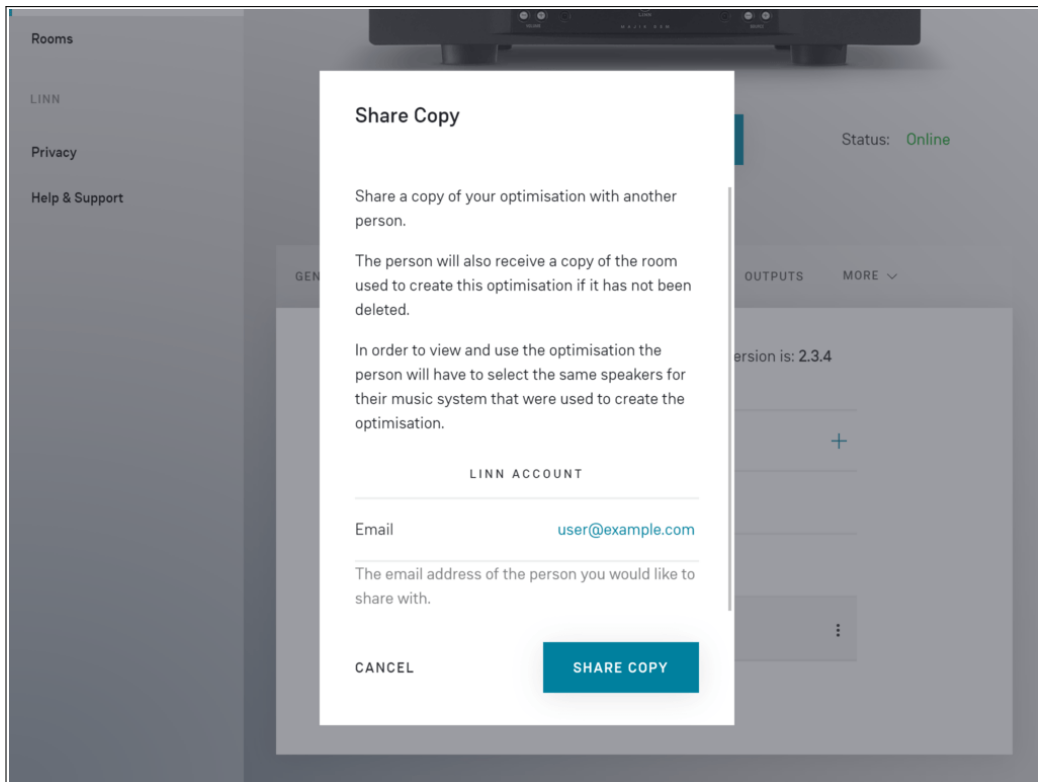 Rooms
LINN
Privacy
Help & Support
LINN
MAJIK DSM
Share Copy
Status: Online
Share a copy of your optimisation with another
person.
The person will also receive a copy of the room
used to create this optimisation if it has not been
deleted.
GEN
OUTPUTS
MORE
In order to view and use the optimisation the
person will have to select the same speakers for
their music system that were used to create the
optimisation.
ersion is: 2.3.4
LINN ACCOUNT
Email user@example.com
The email address of the person you would like to
share with.
CANCEL
SHARE COPY